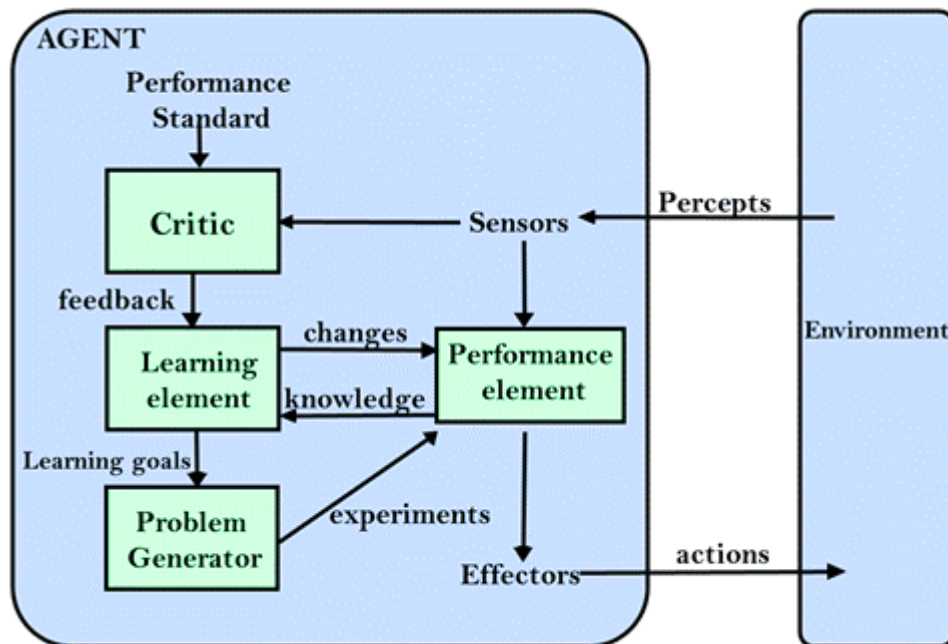 AGENT
Performance
Standard
Critic
Sensors
Percepts
feedback
changes
Learning
element
Performance
element
Environment
knowledge
Learning goals
Problem
Generator
experiments
Effectors
actions